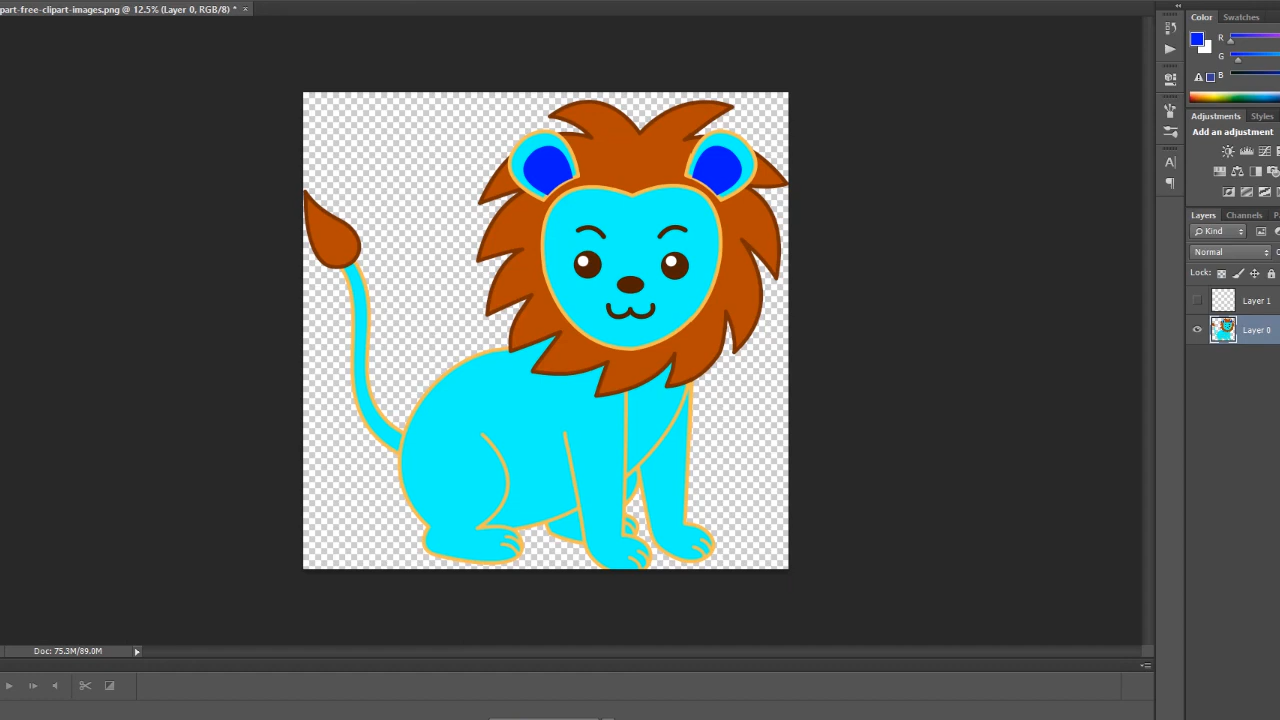 part-free-clipart-images.png @ 12.5% (Layer 0, RGB/8) * ×
Color Swatches
R
G
B
Adjustments Styles
Add an adjustment
A
Layers Channels
Kind
Normal
Lock:
Layer 1
Layer 0
Doc: 75.3M/89.0M